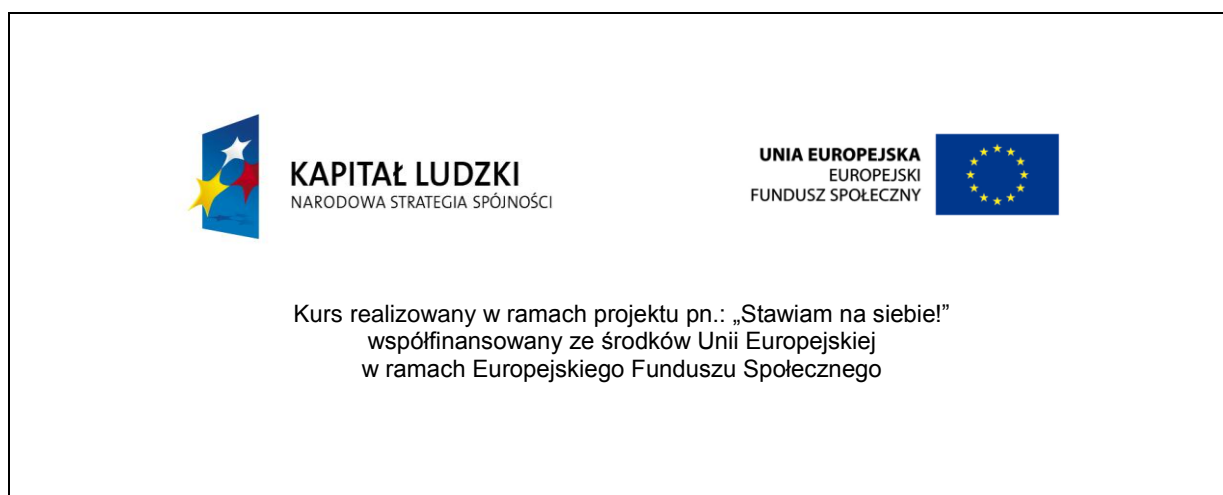 KAPITAŁ LUDZKI
NARODOWA STRATEGIA SPÓJNOŚCI
UNIA EUROPEJSKA
EUROPEJSKI
FUNDUSZ SPOŁECZNY
Kurs realizowany w ramach projektu pn.: „Stawiam na siebie!”
współfinansowany ze środków Unii Europejskiej
w ramach Europejskiego Funduszu Społecznego